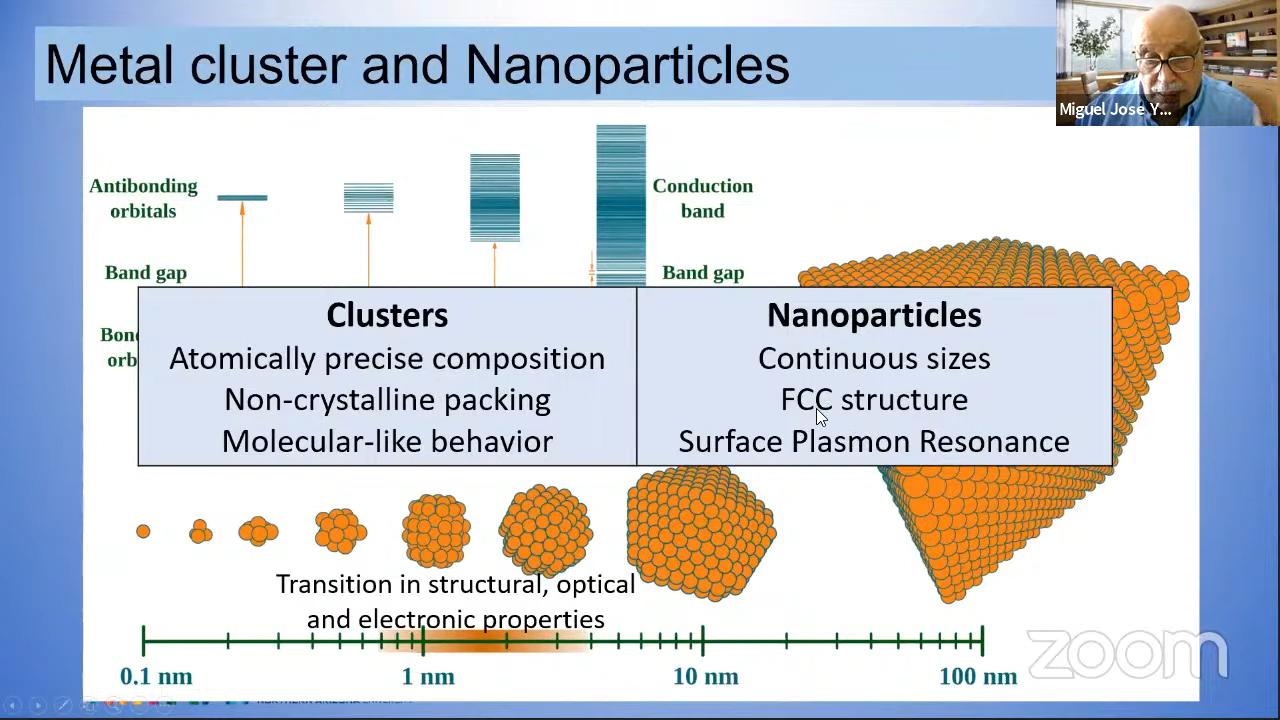 Metal cluster and Nanoparticles
Miguel Jose Y...
Antibonding
orbitals
Conduction
band
Band gap
Band gap
Clusters
Atomically precise composition
Non-crystalline packing
Molecular-like behavior
Nanoparticles
Continuous sizes
FCC structure
Surface Plasmon Resonance
Transition in structural, optical
and electronic properties
0.1 nm
1 nm
10 nm
100 nm
zoom